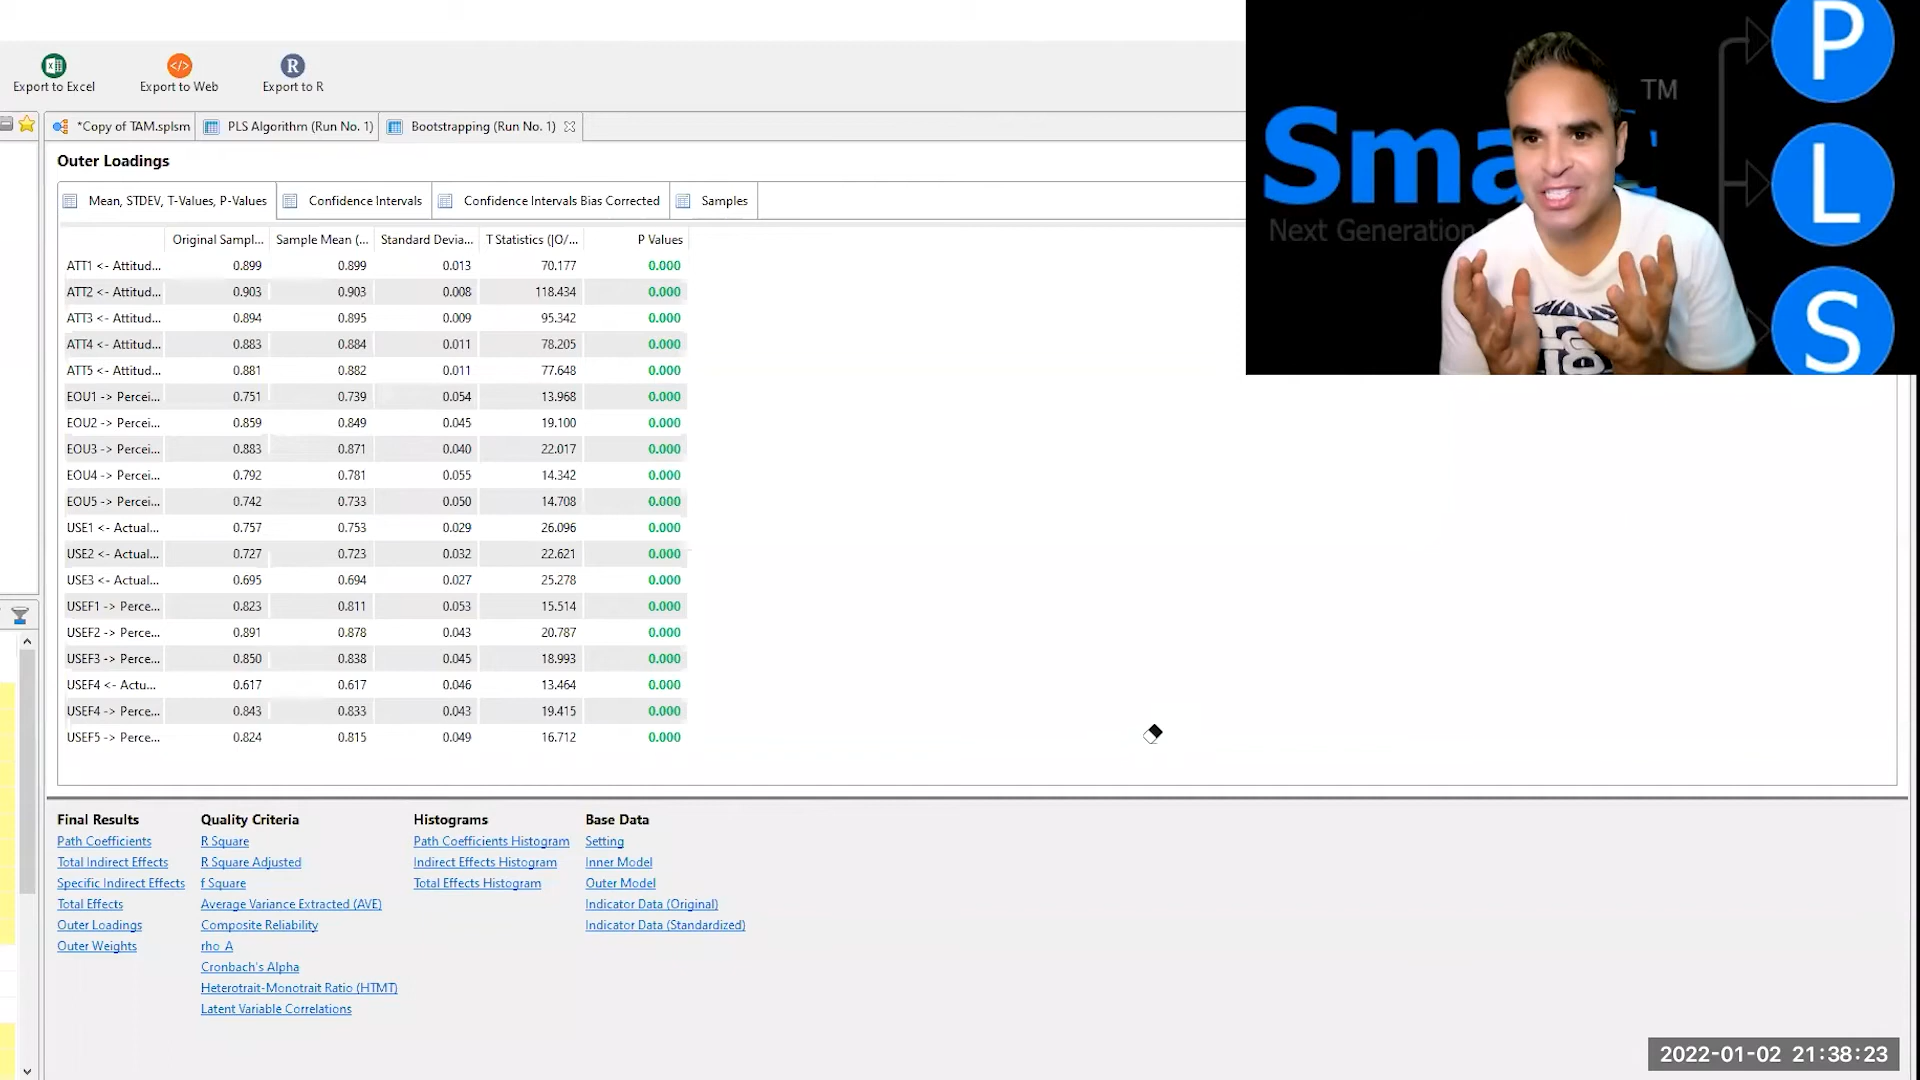 Export to Excel
Export to Web
Export to R
*Copy of TAM.splsm
PLS Algorithm (Run No. 1)
Bootstrapping (Run No. 1)
Outer Loadings
Mean, STDEV, T-Values, P-Values
Confidence Intervals
Confidence Intervals Bias Corrected
Samples
Original Sampl... Sample Mean (... Standard Devia... T Statistics (|O/... P Values
ATT1 <- Attitud... 0.899 0.899 0.013 70.177 0.000
ATT2 <- Attitud... 0.903 0.903 0.008 118.434 0.000
ATT3 <- Attitud... 0.894 0.895 0.009 95.342 0.000
ATT4 <- Attitud... 0.883 0.884 0.011 78.205 0.000
ATT5 <- Attitud... 0.881 0.882 0.011 77.648 0.000
EOU1 -> Percei... 0.751 0.739 0.054 13.968 0.000
EOU2 -> Percei... 0.859 0.849 0.045 19.100 0.000
EOU3 -> Percei... 0.883 0.871 0.040 22.017 0.000
EOU4 -> Percei... 0.792 0.781 0.055 14.342 0.000
EOU5 -> Percei... 0.742 0.733 0.050 14.708 0.000
USE1 <- Actual... 0.757 0.753 0.029 26.096 0.000
USE2 <- Actual... 0.727 0.723 0.032 22.621 0.000
USE3 <- Actual... 0.695 0.694 0.027 25.278 0.000
USEF1 -> Perce... 0.823 0.811 0.053 15.514 0.000
USEF2 -> Perce... 0.891 0.878 0.043 20.787 0.000
USEF3 -> Perce... 0.850 0.838 0.045 18.993 0.000
USEF4 <- Actu... 0.617 0.617 0.046 13.464 0.000
USEF4 -> Perce... 0.843 0.833 0.043 19.415 0.000
USEF5 -> Perce... 0.824 0.815 0.049 16.712 0.000
Final Results
Path Coefficients
Total Indirect Effects
Specific Indirect Effects
Total Effects
Outer Loadings
Outer Weights
Quality Criteria
R Square
R Square Adjusted
f Square
Average Variance Extracted (AVE)
Composite Reliability
rho_A
Cronbach's Alpha
Heterotrait-Monotrait Ratio (HTMT)
Latent Variable Correlations
Histograms
Path Coefficients Histogram
Indirect Effects Histogram
Total Effects Histogram
Base Data
Setting
Inner Model
Outer Model
Indicator Data (Original)
Indicator Data (Standardized)
TM
Sma
Next Generation
P
L
S
2022-01-02 21:38:23